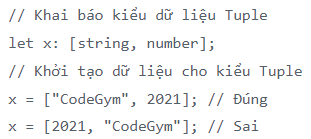 // Khai báo kiểu dữ liệu Tuple
let x: [string, number];
// Khởi tạo dữ liệu cho kiểu Tuple
x = ["CodeGym", 2021]; // Đúng
x = [2021, "CodeGym"]; // Sai